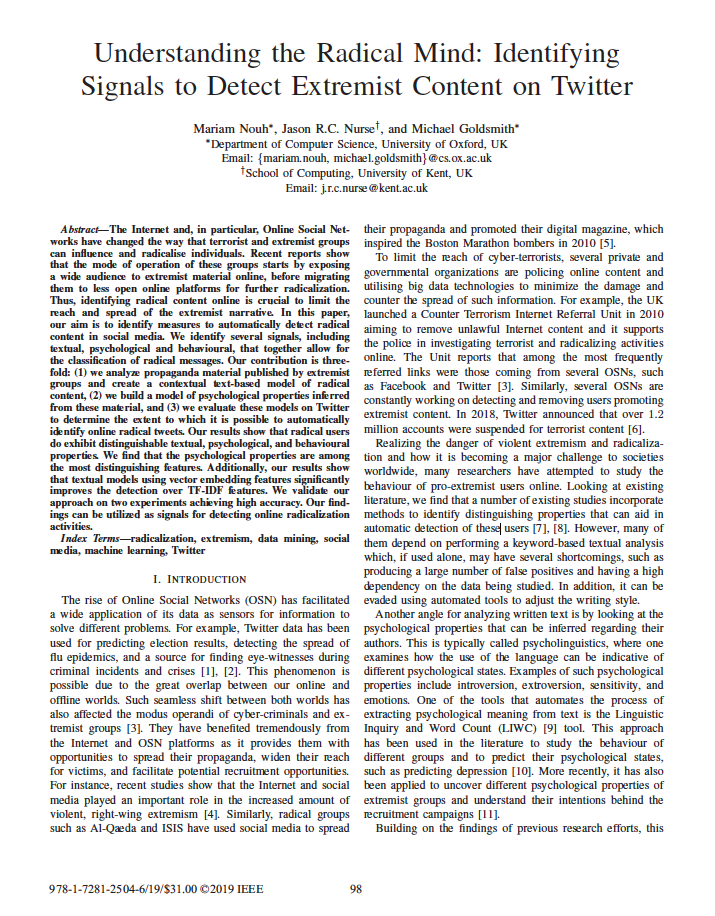 Understanding the Radical Mind: Identifying
Signals to Detect Extremist Content on Twitter
Mariam Nouh*, Jason R.C. Nurse†, and Michael Goldsmith*
*Department of Computer Science, University of Oxford, UK
Email: {mariam.nouh, michael.goldsmith}@cs.ox.ac.uk
†School of Computing, University of Kent, UK
Email: j.r.c.nurse@kent.ac.uk
Abstract—The Internet and, in particular, Online Social Net-
works have changed the way that terrorist and extremist groups
can influence and radicalise individuals. Recent reports show
that the mode of operation of these groups starts by exposing
a wide audience to extremist material online, before migrating
them to less open online platforms for further radicalization.
Thus, identifying radical content online is crucial to limit the
reach and spread of the extremist narrative. In this paper,
our aim is to identify measures to automatically detect radical
content in social media. We identify several signals, including
textual, psychological and behavioural, that together allow for
the classification of radical messages. Our contribution is three-
fold: (1) we analyze propaganda material published by extremist
groups and create a contextual text-based model of radical
content, (2) we build a model of psychological properties inferred
from these material, and (3) we evaluate these models on Twitter
to determine the extent to which it is possible to automatically
identify online radical tweets. Our results show that radical users
do exhibit distinguishable textual, psychological, and behavioural
properties. We find that the psychological properties are among
the most distinguishing features. Additionally, our results show
that textual models using vector embedding features significantly
improves the detection over TF-IDF features. We validate our
approach on two experiments achieving high accuracy. Our find-
ings can be utilized as signals for detecting online radicalization
activities.
Index Terms—radicalization, extremism, data mining, social
media, machine learning, Twitter
I. INTRODUCTION
The rise of Online Social Networks (OSN) has facilitated
a wide application of its data as sensors for information to
solve different problems. For example, Twitter data has been
used for predicting election results, detecting the spread of
flu epidemics, and a source for finding eye-witnesses during
criminal incidents and crises [1], [2]. This phenomenon is
possible due to the great overlap between our online and
offline worlds. Such seamless shift between both worlds has
also affected the modus operandi of cyber-criminals and ex-
tremist groups [3]. They have benefited tremendously from
the Internet and OSN platforms as it provides them with
opportunities to spread their propaganda, widen their reach
for victims, and facilitate potential recruitment opportunities.
For instance, recent studies show that the Internet and social
media played an important role in the increased amount of
violent, right-wing extremism [4]. Similarly, radical groups
such as Al-Qaeda and ISIS have used social media to spread
their propaganda and promoted their digital magazine, which
inspired the Boston Marathon bombers in 2010 [5].
To limit the reach of cyber-terrorists, several private and
governmental organizations are policing online content and
utilising big data technologies to minimize the damage and
counter the spread of such information. For example, the UK
launched a Counter Terrorism Internet Referral Unit in 2010
aiming to remove unlawful Internet content and it supports
the police in investigating terrorist and radicalizing activities
online. The Unit reports that among the most frequently
referred links were those coming from several OSNs, such
as Facebook and Twitter [3]. Similarly, several OSNs are
constantly working on detecting and removing users promoting
extremist content. In 2018, Twitter announced that over 1.2
million accounts were suspended for terrorist content [6].
Realizing the danger of violent extremism and radicaliza-
tion and how it is becoming a major challenge to societies
worldwide, many researchers have attempted to study the
behaviour of pro-extremist users online. Looking at existing
literature, we find that a number of existing studies incorporate
methods to identify distinguishing properties that can aid in
automatic detection of these users [7], [8]. However, many of
them depend on performing a keyword-based textual analysis
which, if used alone, may have several shortcomings, such as
producing a large number of false positives and having a high
dependency on the data being studied. In addition, it can be
evaded using automated tools to adjust the writing style.
Another angle for analyzing written text is by looking at the
psychological properties that can be inferred regarding their
authors. This is typically called psycholinguistics, where one
examines how the use of the language can be indicative of
different psychological states. Examples of such psychological
properties include introversion, extroversion, sensitivity, and
emotions. One of the tools that automates the process of
extracting psychological meaning from text is the Linguistic
Inquiry and Word Count (LIWC) [9] tool. This approach
has been used in the literature to study the behaviour of
different groups and to predict their psychological states,
such as predicting depression [10]. More recently, it has also
been applied to uncover different psychological properties of
extremist groups and understand their intentions behind the
recruitment campaigns [11].
Building on the findings of previous research efforts, this
978-1-7281-2504-6/19/$31.00 ©2019 IEEE
98